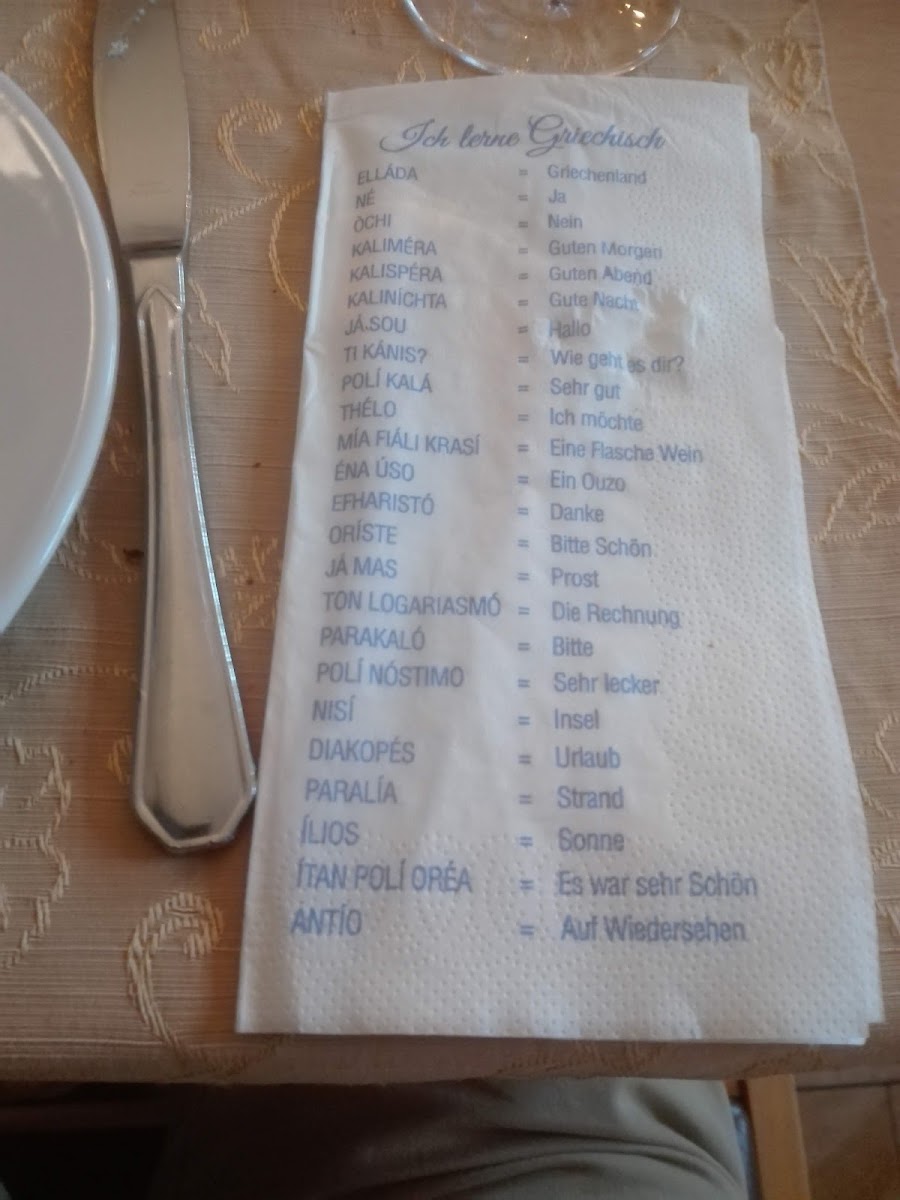 Ich lerne Griechisch
ELLÁDA = Griechenland
NÉ = Ja
ÒCHI = Nein
KALIMÉRA = Guten Morgen
KALISPÉRA = Guten Abend
KALINÍCHTA = Gute Nacht
JÁ.SOU = Hallo
TI KÁNIS? = Wie geht es dir?
POLÍ KALÁ = Sehr gut
THÉLO = Ich möchte
MÍA FIÁLI KRASÍ = Eine Flasche Wein
ÉNA ÚSO = Ein Ouzo
EFHARISTÓ = Danke
ORÍSTE = Bitte Schön
JÁ MAS = Prost
TON LOGARIASMÓ = Die Rechnung
PARAKALÓ = Bitte
POLÍ NÓSTIMO = Sehr lecker
NISÍ = Insel
DIAKOPÉS = Urlaub
PARALÍA = Strand
ÍLIOS = Sonne
ÍTAN POLÍ ORÉA = Es war sehr Schön
ANTÍO = Auf Wiedersehen